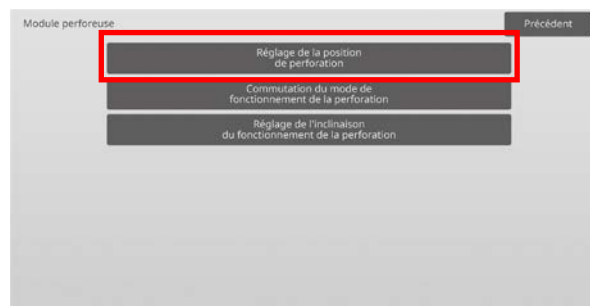 Module perforeuse
Précédent
Réglage de la position
de perforation
Commutation du mode de
fonctionnement de la perforation
Réglage de l'inclinaison
du fonctionnement de la perforation